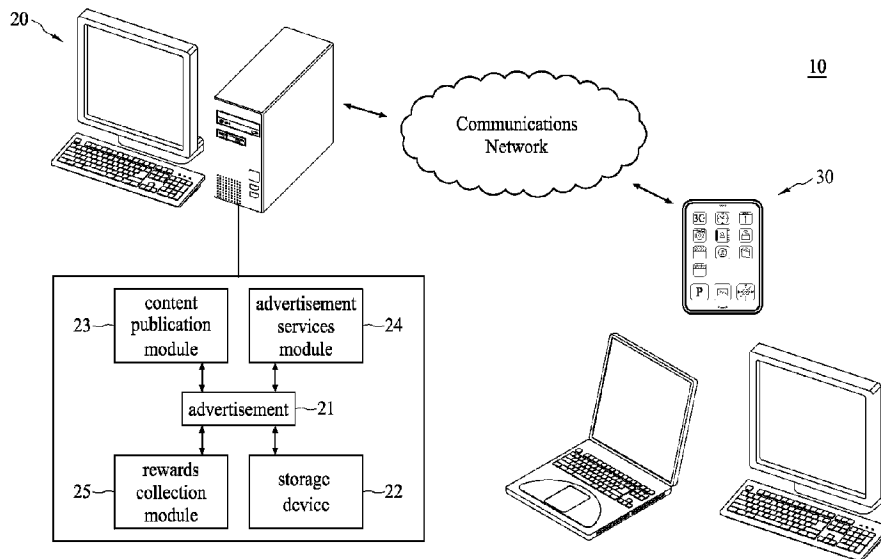 20
10
Communications
Network
30
3G
P
content
publication
module
23
advertisement
services
module
24
advertisement
21
rewards
collection
module
25
storage
device
22